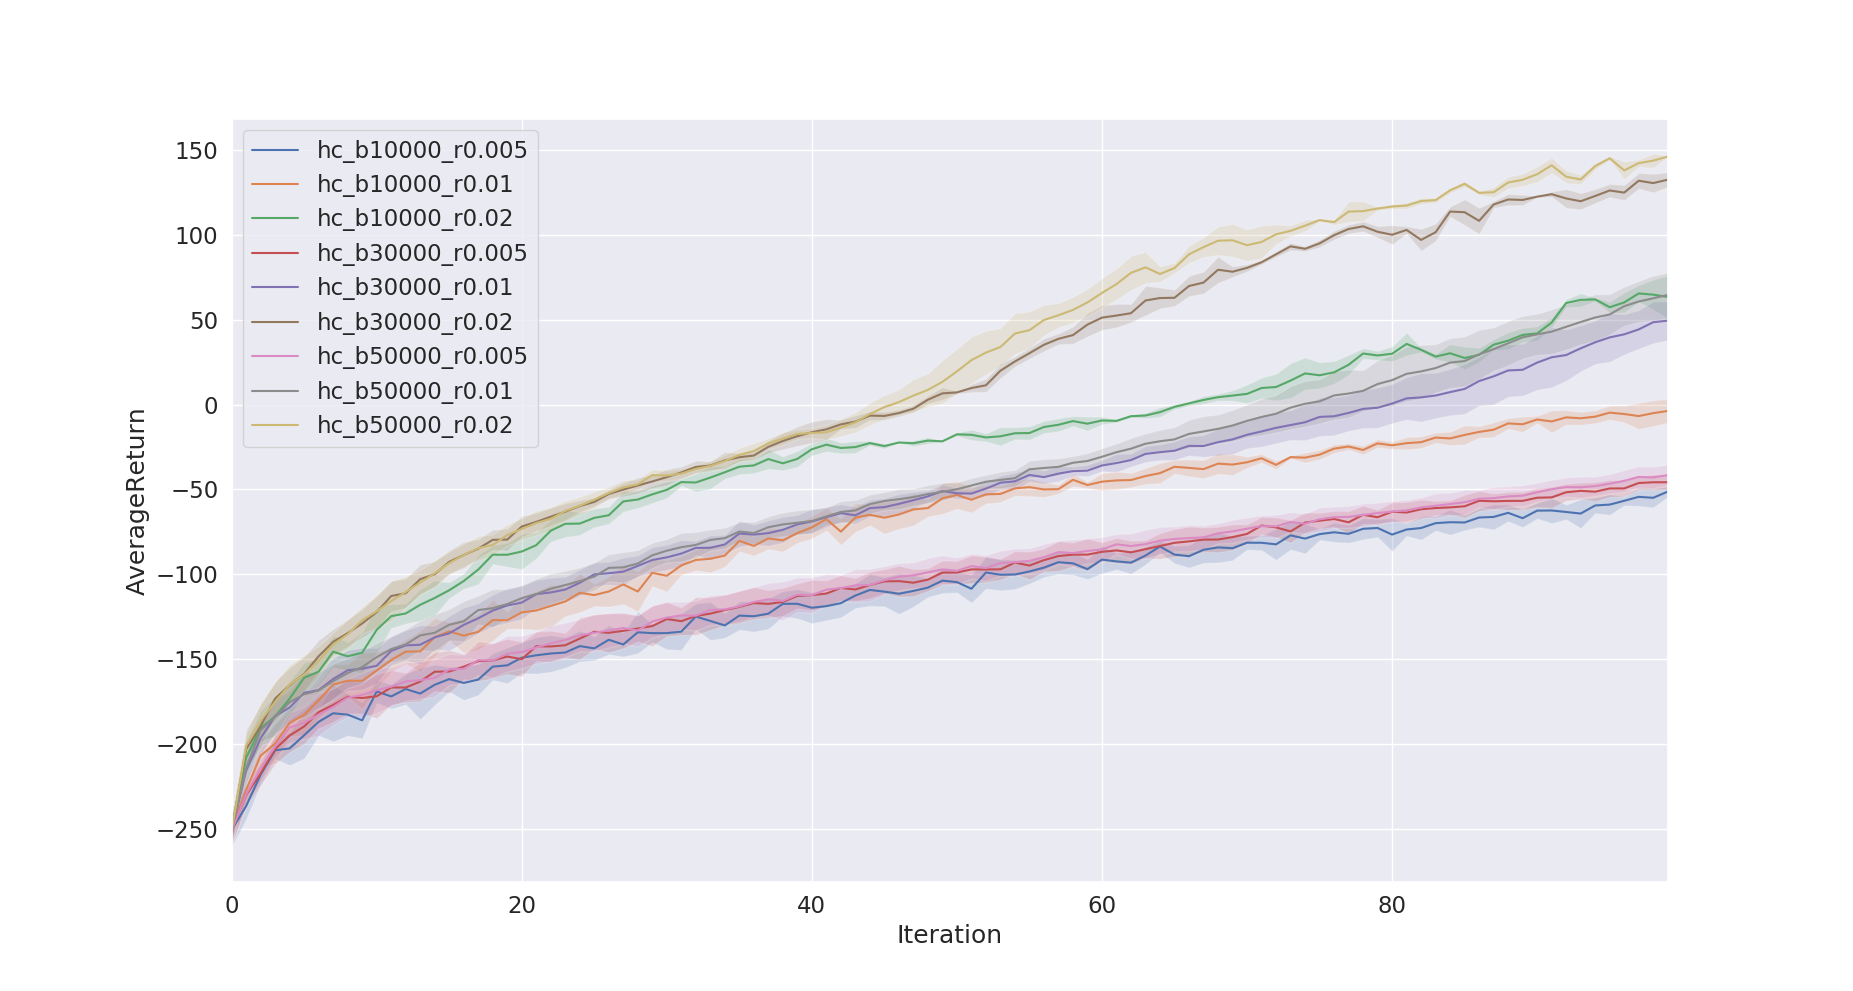 hc_b10000_r0.005
hc_b10000_r0.01
hc_b10000_r0.02
hc_b30000_r0.005
hc_b30000_r0.01
hc_b30000_r0.02
hc_b50000_r0.005
hc_b50000_r0.01
hc_b50000_r0.02
150
100
50
0
−50
−100
−150
−200
−250
AverageReturn
0 20 40 60 80
Iteration